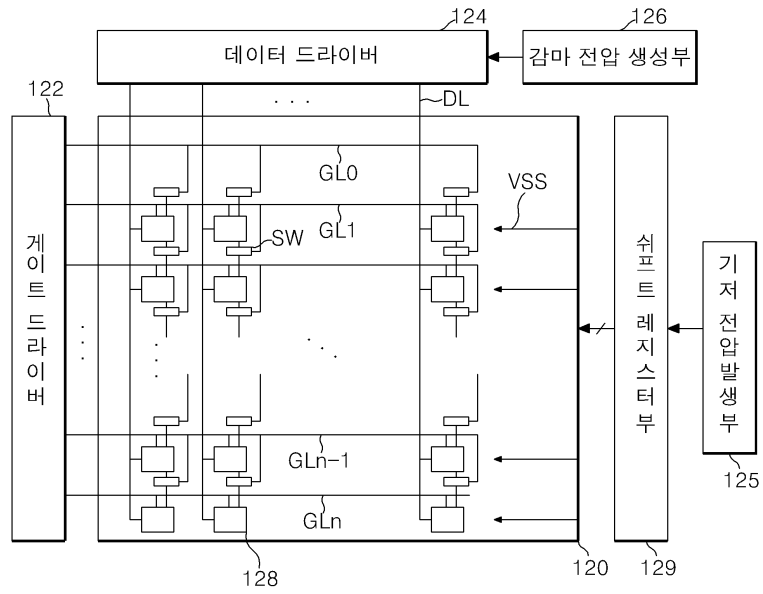 124
126
데이터 드라이버
감마 전압 생성부
122
DL
GL0
VSS
GL1
SW
게이트 드라이버
쉬프트 레지스터부
기저 전압발생부
GLn-1
125
GLn
128
120
129